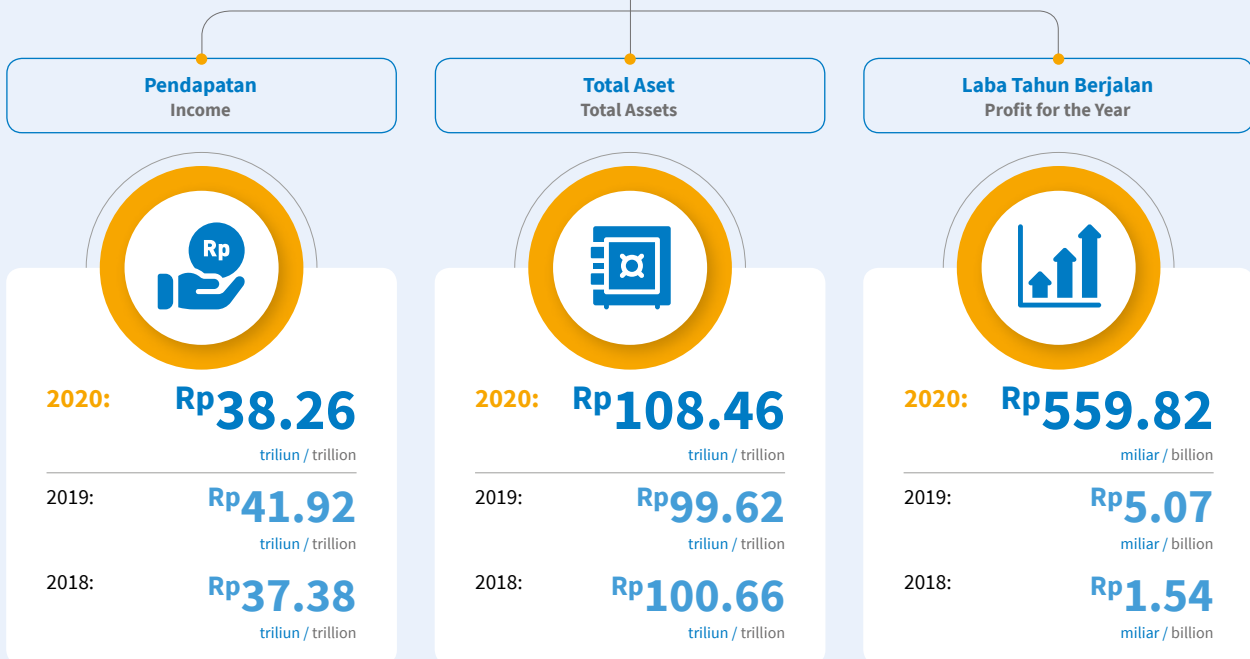 Pendapatan
Income
Rp
2020: Rp38.26
triliun / trillion
2019: Rp41.92
triliun / trillion
2018: Rp37.38
triliun / trillion
Total Aset
Total Assets
2020: Rp108.46
triliun / trillion
2019: Rp99.62
triliun / trillion
2018: Rp100.66
triliun / trillion
Laba Tahun Berjalan
Profit for the Year
2020: Rp559.82
miliar / billion
2019: Rp5.07
miliar / billion
2018: Rp1.54
miliar / billion